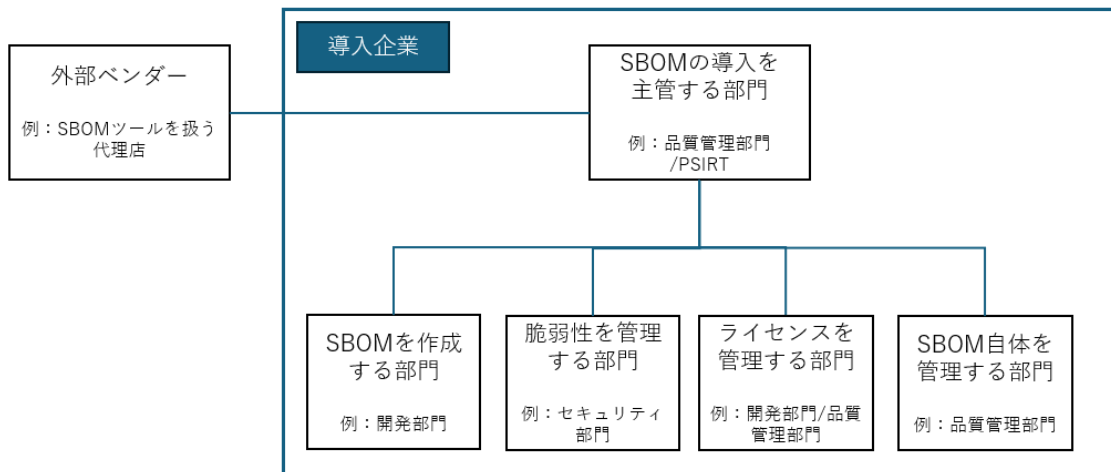 導入企業
外部ベンダー
例：SBOMツールを扱う
代理店
SBOMの導入を
主管する部門
例：品質管理部門
/PSIRT
SBOMを作成
する部門
例：開発部門
脆弱性を管理
する部門
例：セキュリティ
部門
ライセンスを
管理する部門
例：開発部門/品質
管理部門
SBOM自体を
管理する部門
例：品質管理部門